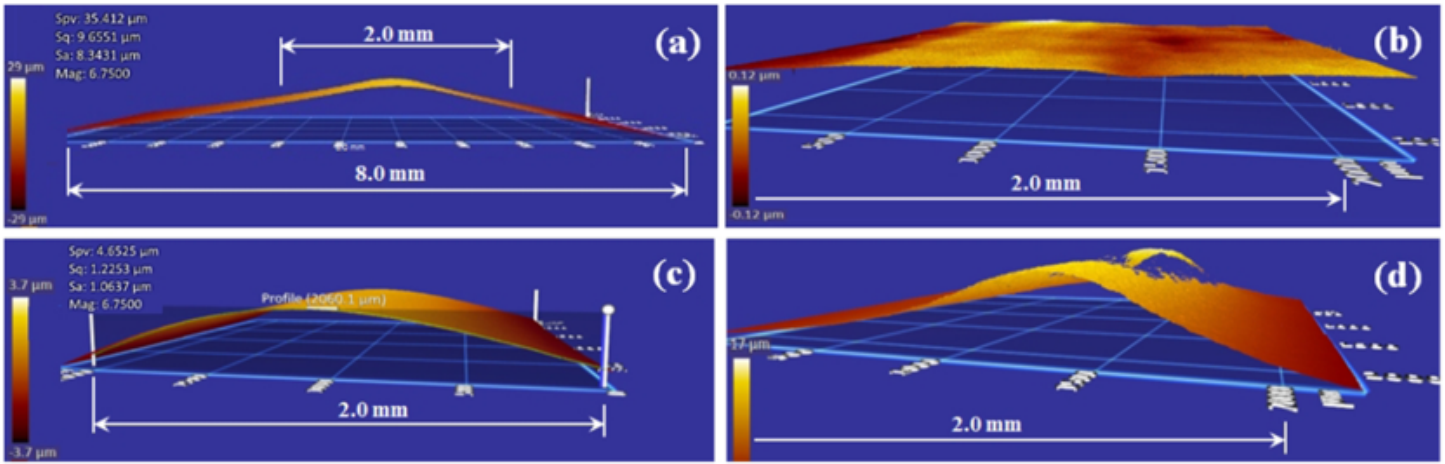 Spv: 35.412 μm
Sq: 9.6551 μm
Sa: 8.3431 μm
Mag: 6.7500
29 μm
-29 μm
2.0 mm
8.0 mm
(a)
(b)
0.12 μm
-0.12 μm
2.0 mm
Spv: 4.6525 μm
Sq: 1.2253 μm
Sa: 1.0637 μm
Mag: 6.7500
3.7 μm
-3.7 μm
Profile (2060.1 μm)
2.0 mm
(c)
(d)
17 μm
2.0 mm